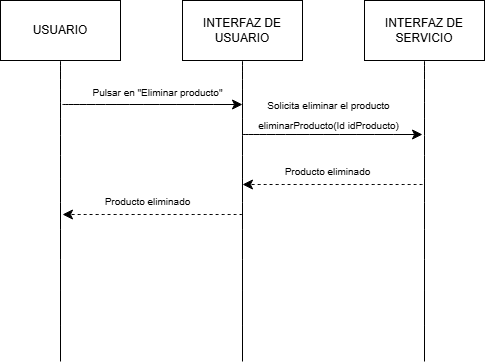 USUARIO
INTERFAZ DE
USUARIO
INTERFAZ DE
SERVICIO
Pulsar en "Eliminar producto"
Solicita eliminar el producto
eliminarProducto(Id idProducto)
Producto eliminado
Producto eliminado